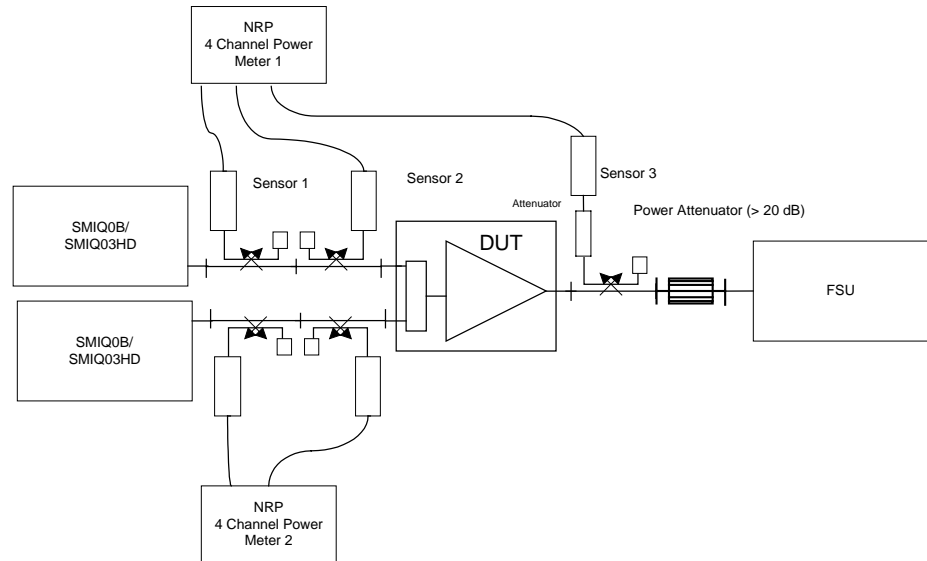 NRP
4 Channel Power
Meter 1
Sensor 1
Sensor 2
Sensor 3
Attenuator
Power Attenuator (> 20 dB)
SMIQ0B/
SMIQ03HD
DUT
FSU
SMIQ0B/
SMIQ03HD
NRP
4 Channel Power
Meter 2